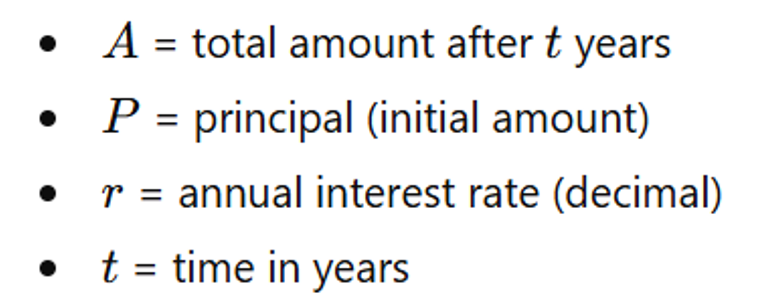 • A = total amount after t years
• P = principal (initial amount)
• r = annual interest rate (decimal)
• t = time in years